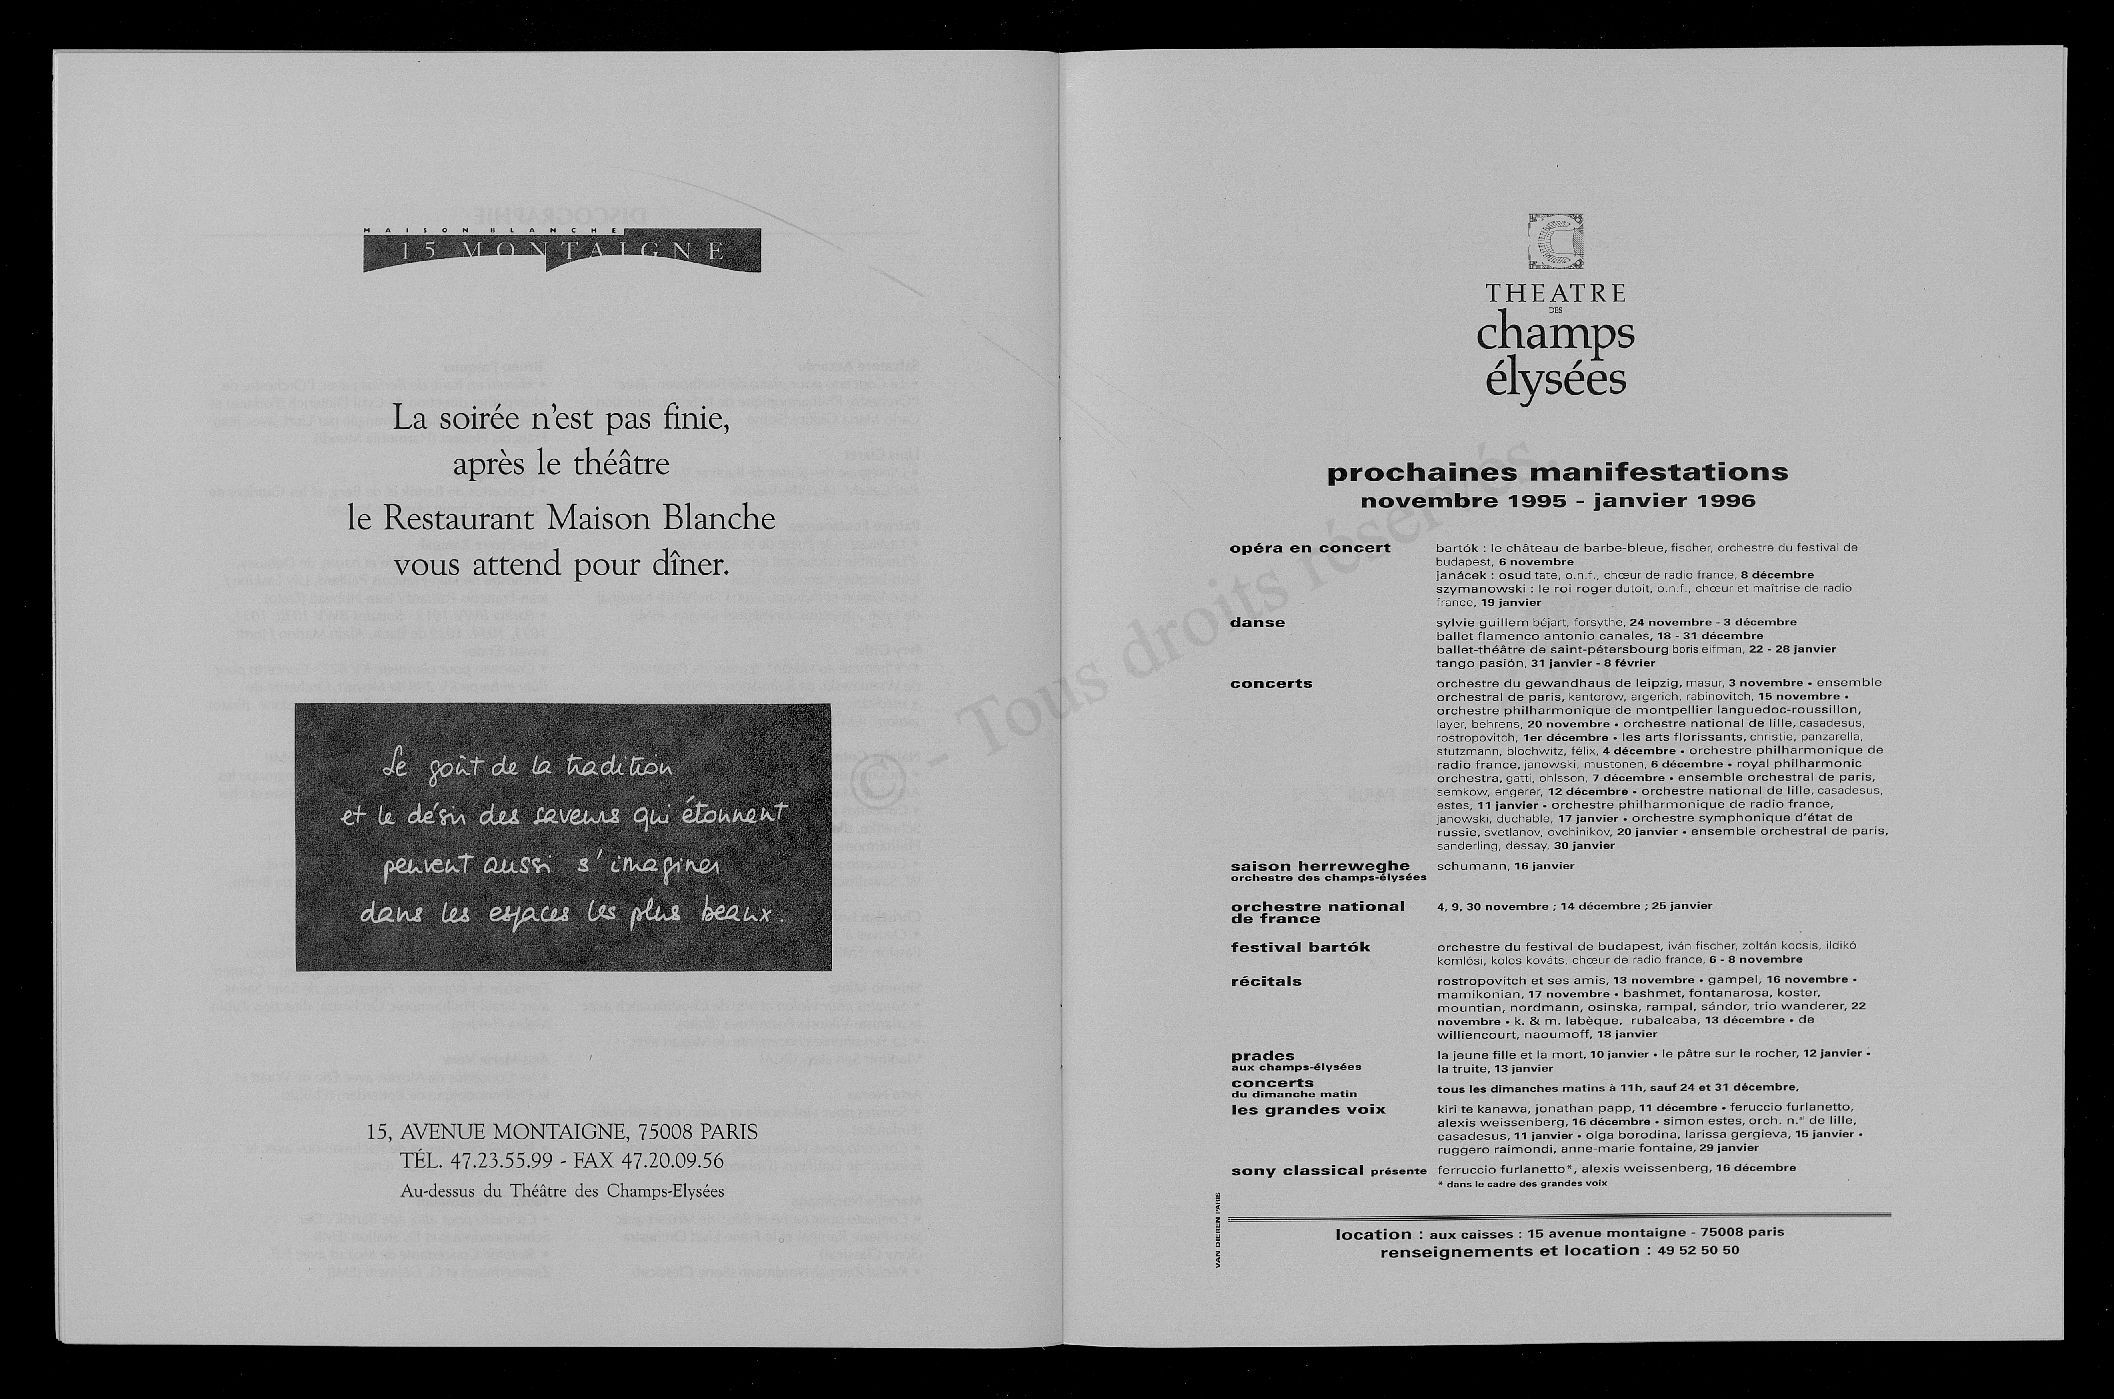 MAISON BLANCHE
15 MONTAIGNE
La soirée n'est pas finie,
après le théâtre
le Restaurant Maison Blanche
vous attend pour dîner.
Le goût de la tradition
et le désir des saveurs qui étonnent
peuvent aussi s'imaginer
dans les espaces les plus beaux.
15, AVENUE MONTAIGNE, 75008 PARIS
TÉL. 47.23.55.99 - FAX 47.20.09.56
Au-dessus du Théâtre des Champs-Elysées
THEATRE
DES
champs
élysées
prochaines manifestations
novembre 1995 - janvier 1996
opéra en concert bartók : le château de barbe-bleue, fischer, orchestre du festival de
budapest, 6 novembre
janácek : osud tate, o.n.f., chœur de radio france, 8 décembre
szymanowski : le roi roger dutoit, o.n.f., chœur et maîtrise de radio
france, 19 janvier
danse sylvie guillem béjart, forsythe, 24 novembre - 3 décembre
ballet flamenco antonio canales, 18 - 31 décembre
ballet-théâtre de saint-pétersbourg boris eifman, 22 - 28 janvier
tango pasión, 31 janvier - 8 février
concerts orchestre du gewandhaus de leipzig, masur, 3 novembre • ensemble
orchestral de paris, kantorow, argerich, rabinovitch, 15 novembre •
orchestre philharmonique de montpellier languedoc-roussillon,
layer, behrens, 20 novembre • orchestre national de lille, casadesus,
rostropovitch, 1er décembre • les arts florissants, christie, panzarella,
stutzmann, blochwitz, félix, 4 décembre • orchestre philharmonique de
radio france, janowski, mustonen, 6 décembre • royal philharmonic
orchestra, gatti, ohlsson, 7 décembre • ensemble orchestral de paris,
semkow, angerer, 12 décembre • orchestre national de lille, casadesus,
estes, 11 janvier • orchestre philharmonique de radio france,
janowski, duchable, 17 janvier • orchestre symphonique d'état de
russie, svetlanov, ovchinikov, 20 janvier • ensemble orchestral de paris,
sanderling, dessay, 30 janvier
saison herreweghe schumann, 16 janvier
orchestre des champs-élysées
orchestre national 4, 9, 30 novembre ; 14 décembre ; 25 janvier
de france
festival bartók orchestre du festival de budapest, iván fischer, zoltán kocsis, ildikó
komlósi, kolos kováts, chœur de radio france, 6 - 8 novembre
récitals rostropovitch et ses amis, 13 novembre • gampel, 16 novembre •
mamikonian, 17 novembre • bashmet, fontanarosa, koster,
mountian, nordmann, osinska, rampal, sándor, trio wanderer, 22
novembre • k. & m. labèque, rubalcaba, 13 décembre • de
williencourt, naoumoff, 18 janvier
prades la jeune fille et la mort, 10 janvier • le pâtre sur le rocher, 12 janvier •
aux champs-élysées la truite, 13 janvier
concerts
du dimanche matin tous les dimanches matins à 11h, sauf 24 et 31 décembre,
les grandes voix kiri te kanawa, jonathan papp, 11 décembre • feruccio furlanetto,
alexis weissenberg, 16 décembre • simon estes, orch. n.al de lille,
casadesus, 11 janvier • olga borodina, larissa gergieva, 15 janvier •
ruggero raimondi, anne-marie fontaine, 29 janvier
sony classical présente ferruccio furlanetto*, alexis weissenberg, 16 décembre
* dans le cadre des grandes voix
VAN DIEREN PARIS
location : aux caisses : 15 avenue montaigne - 75008 paris
renseignements et location : 49 52 50 50
© - Tous droits réservés.